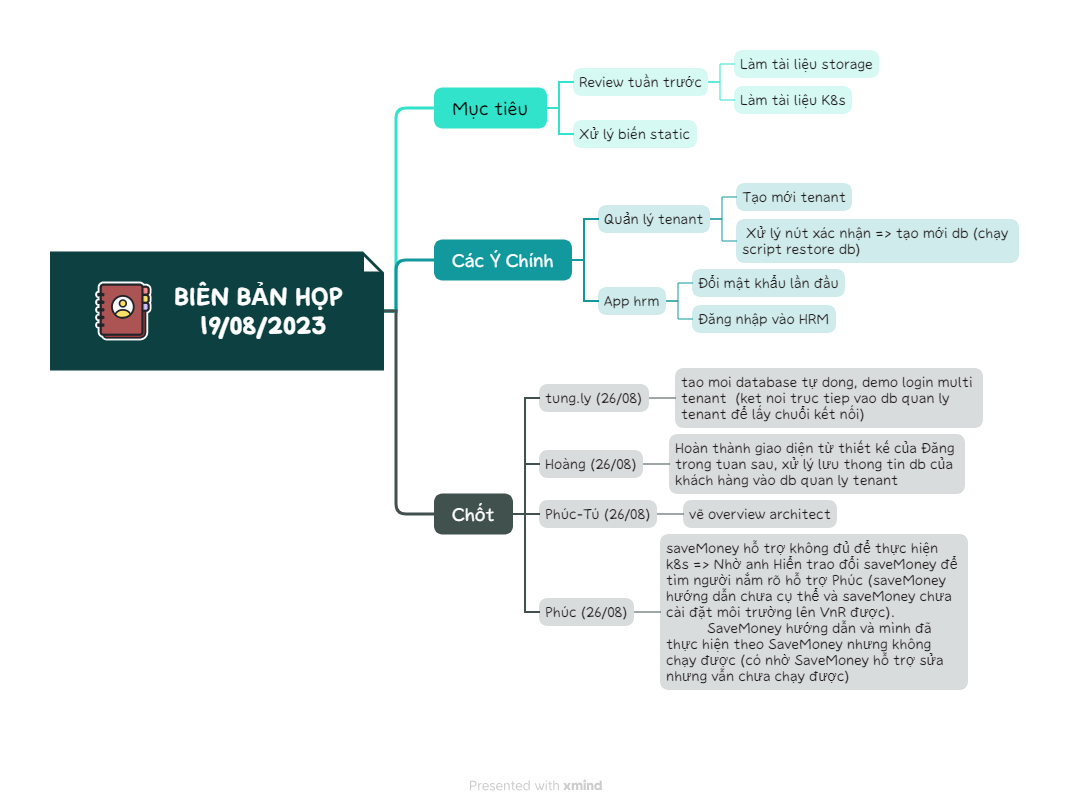 BIÊN BẢN HỌP
19/08/2023
Mục tiêu
Review tuần trước
Làm tài liệu storage
Làm tài liệu K8s
Xử lý biến static
Các Ý Chính
Quản lý tenant
Tạo mới tenant
Xử lý nút xác nhận => tạo mới db (chạy
script restore db)
App hrm
Đổi mật khẩu lần đầu
Đăng nhập vào HRM
Chốt
tung.ly (26/08)
tao moi database tự dong, demo login multi
tenant (ket noi truc tiep vao db quan ly
tenant để lấy chuỗi kết nối)
Hoàng (26/08)
Hoàn thành giao diện từ thiết kế của Đăng
trong tuan sau, xử lý lưu thong tin db của
khách hàng vào db quan ly tenant
Phúc-Tú (26/08)
vẽ overview architect
Phúc (26/08)
saveMoney hỗ trợ không đủ để thực hiện
k8s => Nhờ anh Hiển trao đổi saveMoney để
tìm người nắm rõ hỗ trợ Phúc (saveMoney
hướng dẫn chưa cụ thể và saveMoney chưa
cài đặt môi trường lên VnR được).
SaveMoney hướng dẫn và mình đã
thực hiện theo SaveMoney nhưng không
chạy được (có nhờ SaveMoney hỗ trợ sửa
nhưng vẫn chưa chạy được)
Presented with xmind